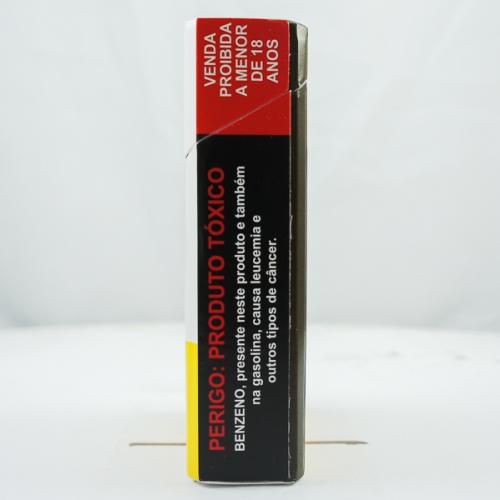 VENDA
PROIBIDA
A MENOR
DE 18
ANOS
PERIGO: PRODUTO TÓXICO
BENZENO, presente neste produto e também
na gasolina, causa leucemia e
outros tipos de câncer.